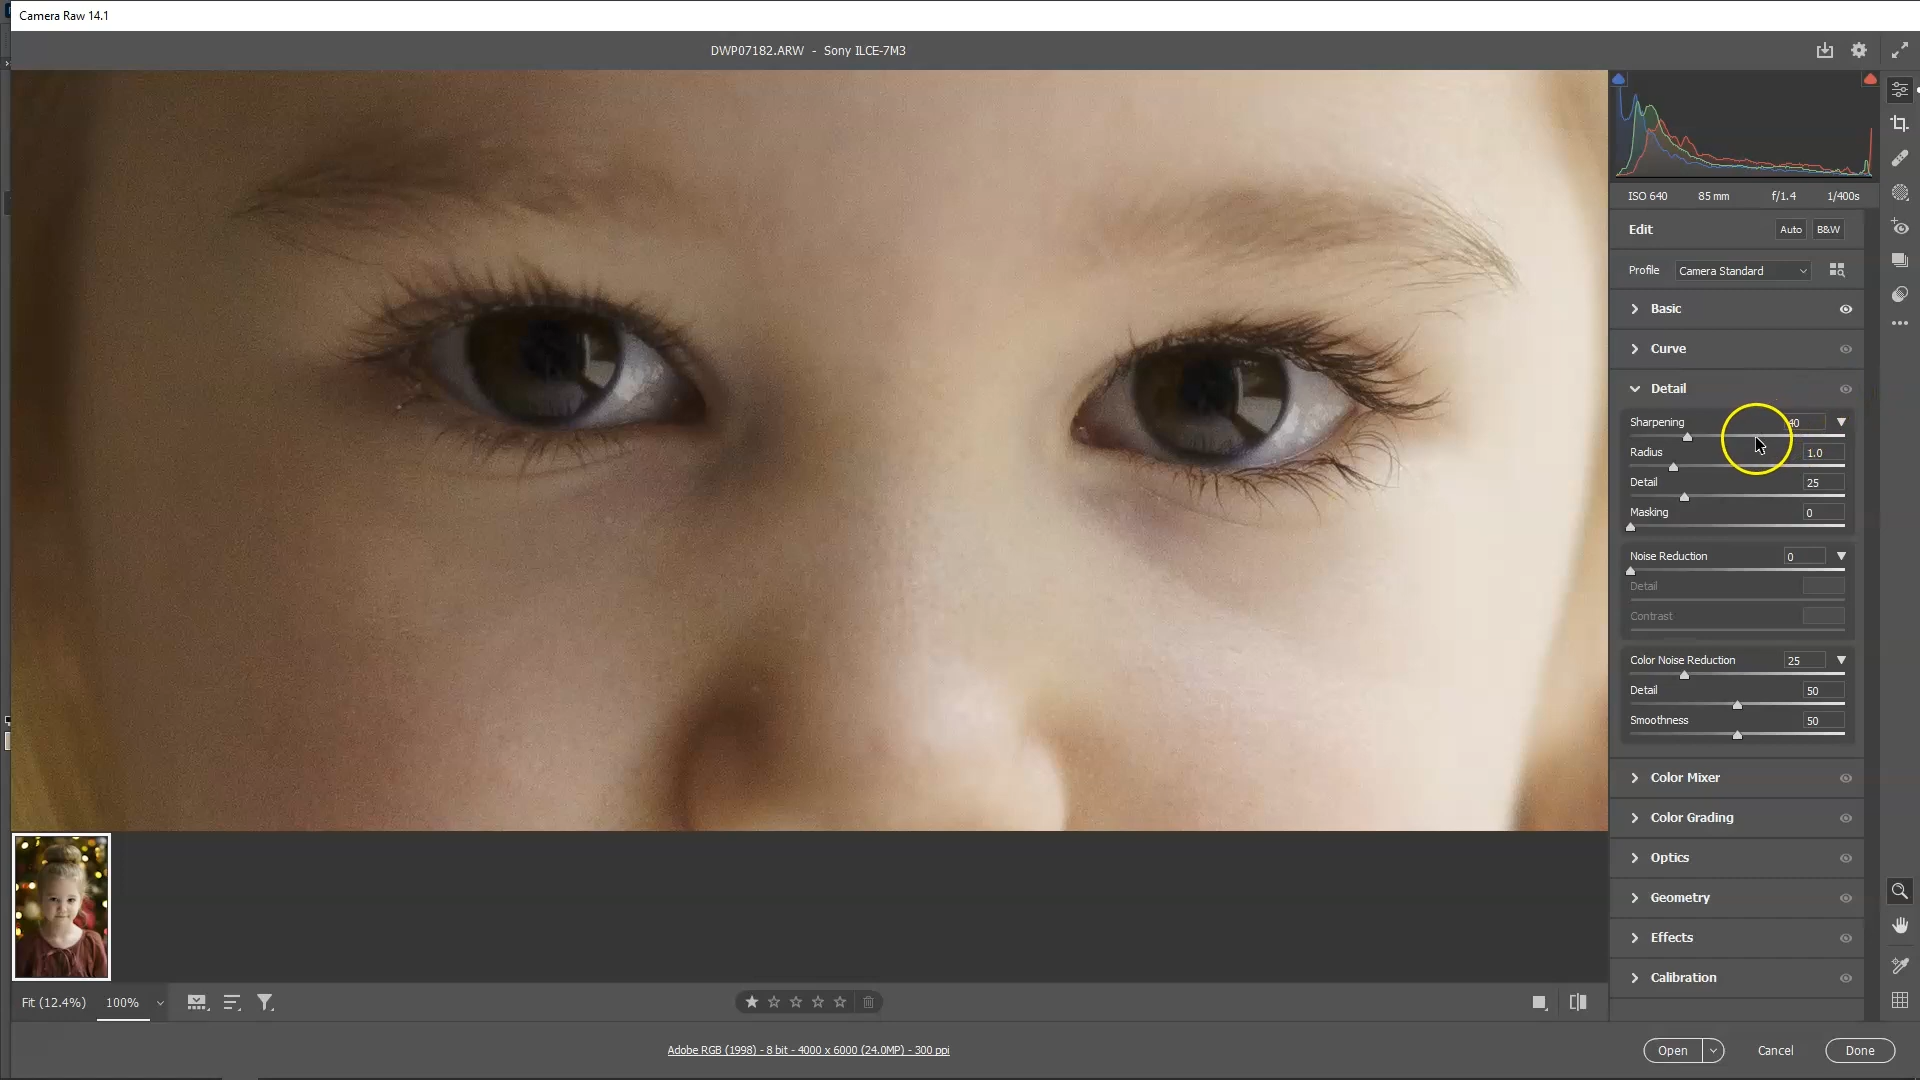 Camera Raw 14.1
DWP07182.ARW - Sony ILCE-7M3
ISO 640 85 mm f/1.4 1/400s
Edit Auto B&W
Profile Camera Standard
Basic
Curve
Detail
Sharpening 40
Radius 1.0
Detail 25
Masking 0
Noise Reduction 0
Detail
Contrast
Color Noise Reduction 25
Detail 50
Smoothness 50
Color Mixer
Color Grading
Optics
Geometry
Effects
Calibration
Fit (12.4%) 100%
Adobe RGB (1998) - 8 bit - 4000 x 6000 (24.0MP) - 300 ppi
Open Cancel Done